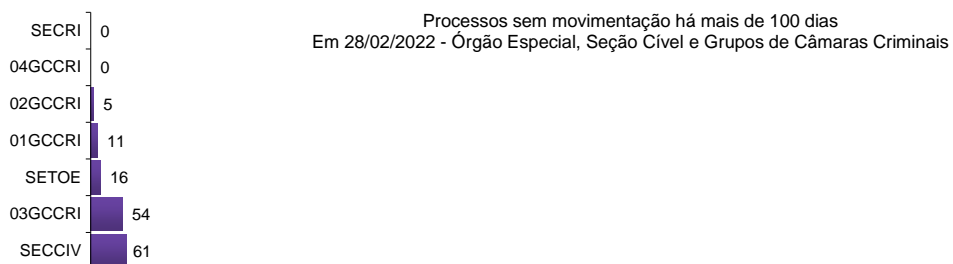 Processos sem movimentação há mais de 100 dias
Em 28/02/2022 - Órgão Especial, Seção Cível e Grupos de Câmaras Criminais
SECRI 0
04GCCRI 0
02GCCRI 5
01GCCRI 11
SETOE 16
03GCCRI 54
SECCIV 61